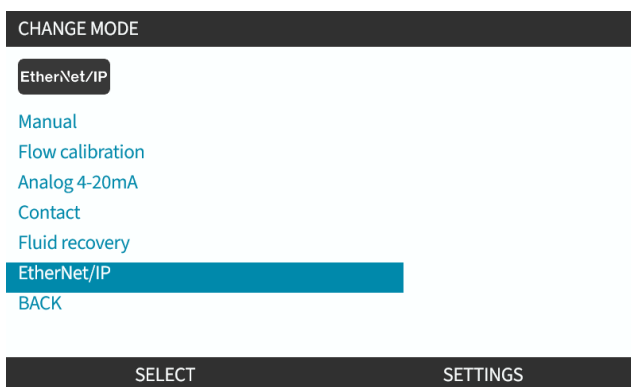 CHANGE MODE
EtherNet/IP
Manual
Flow calibration
Analog 4-20mA
Contact
Fluid recovery
EtherNet/IP
BACK
SELECT SETTINGS